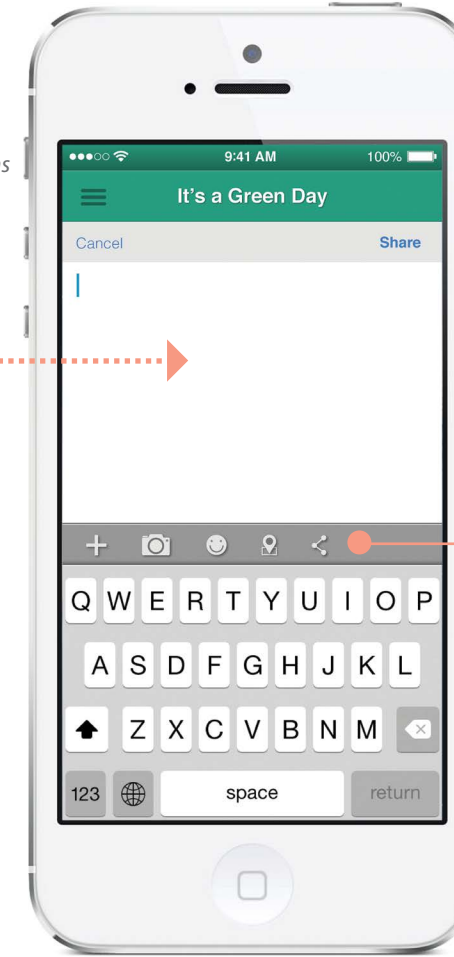 9:41 AM 100%
It's a Green Day
Cancel Share
Q W E R T Y U I O P
A S D F G H J K L
Z X C V B N M
123 space return